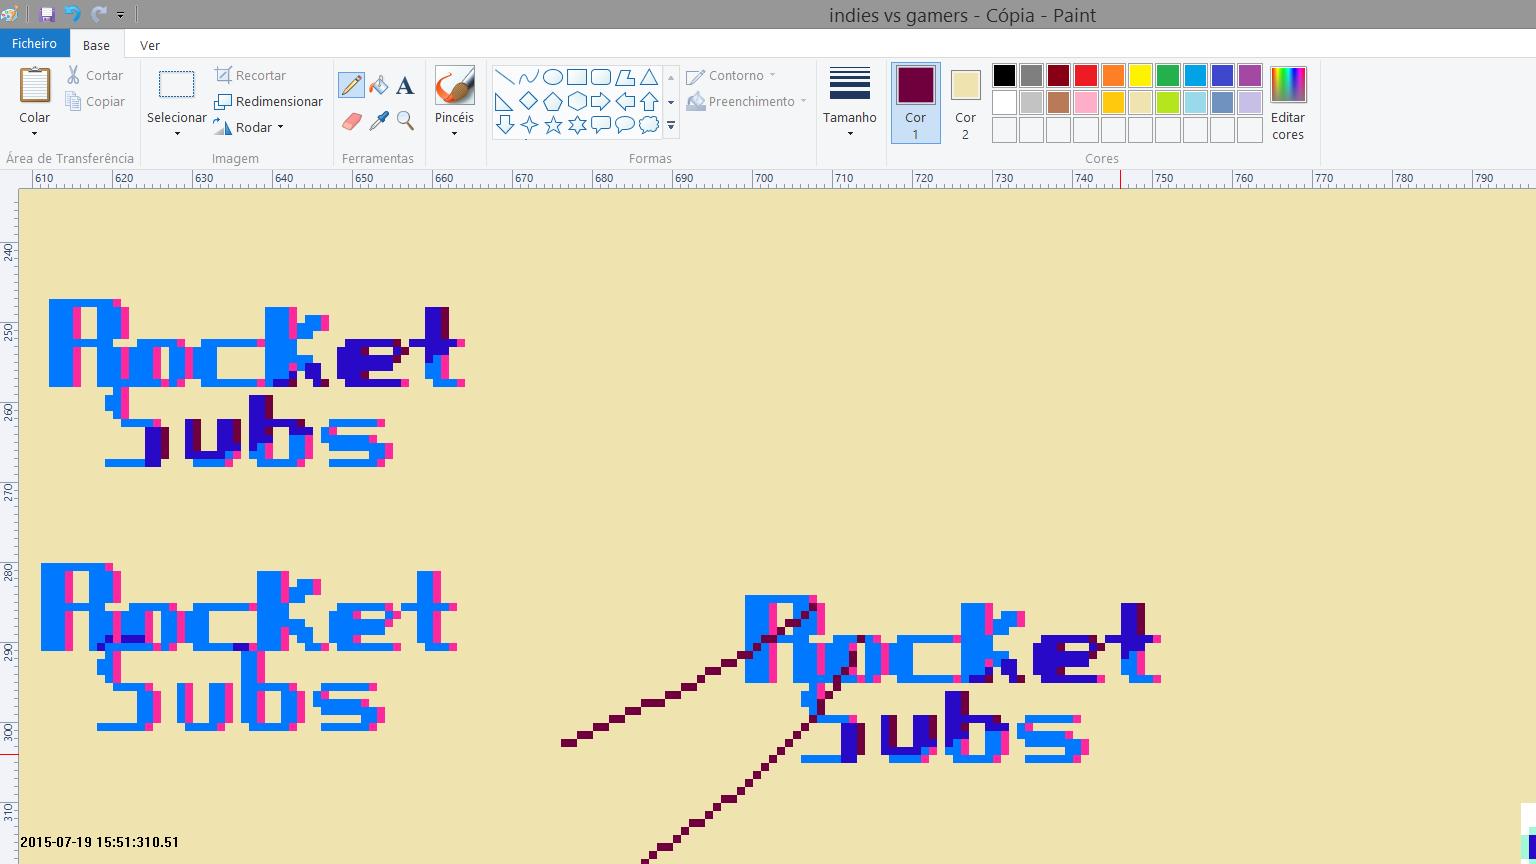 indies vs gamers - Cópia - Paint
Ficheiro Base Ver
Colar
Cortar
Copiar
Área de Transferência
Selecionar
Recortar
Redimensionar
Rodar
Imagem
A
Ferramentas
Pincéis
Contorno
Preenchimento
Formas
Tamanho
Cor
1
Cor
2
Editar
cores
Cores
610 620 630 640 650 660 670 680 690 700 710 720 730 740 750 760 770 780 790
240
250
260
270
280
290
300
310
Rocket
Subs
Rocket
Subs
Rocket
Subs
2015-07-19 15:51:310.51